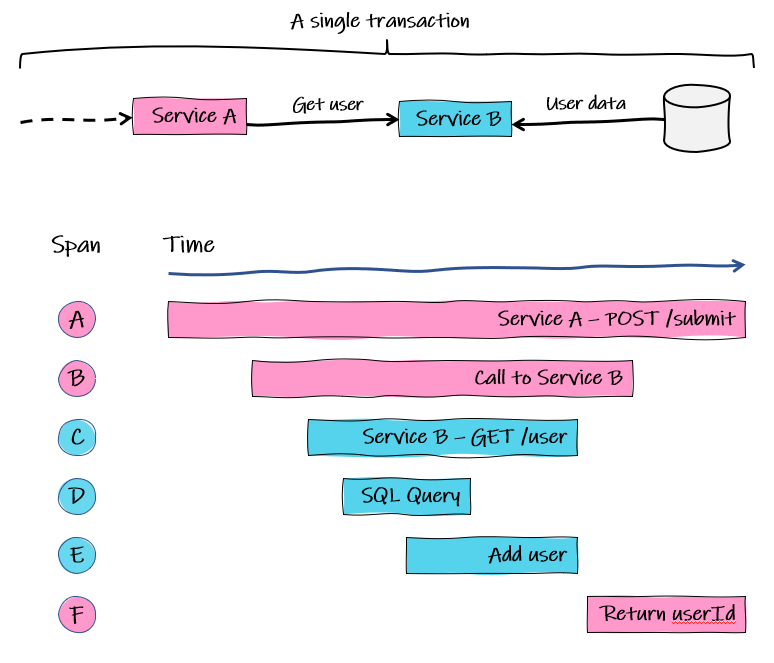 A single transaction
Service A
Get user
Service B
User data
Span
Time
A
Service A – POST /submit
B
Call to Service B
C
Service B – GET /user
D
SQL Query
E
Add user
F
Return userId